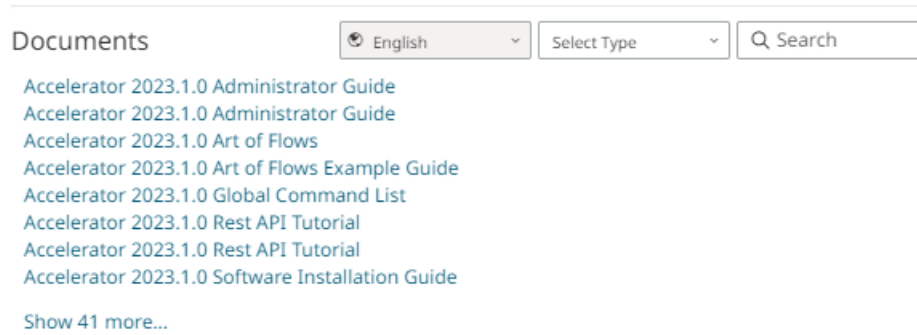 Documents
English
Select Type
Search
Accelerator 2023.1.0 Administrator Guide
Accelerator 2023.1.0 Administrator Guide
Accelerator 2023.1.0 Art of Flows
Accelerator 2023.1.0 Art of Flows Example Guide
Accelerator 2023.1.0 Global Command List
Accelerator 2023.1.0 Rest API Tutorial
Accelerator 2023.1.0 Rest API Tutorial
Accelerator 2023.1.0 Software Installation Guide
Show 41 more...